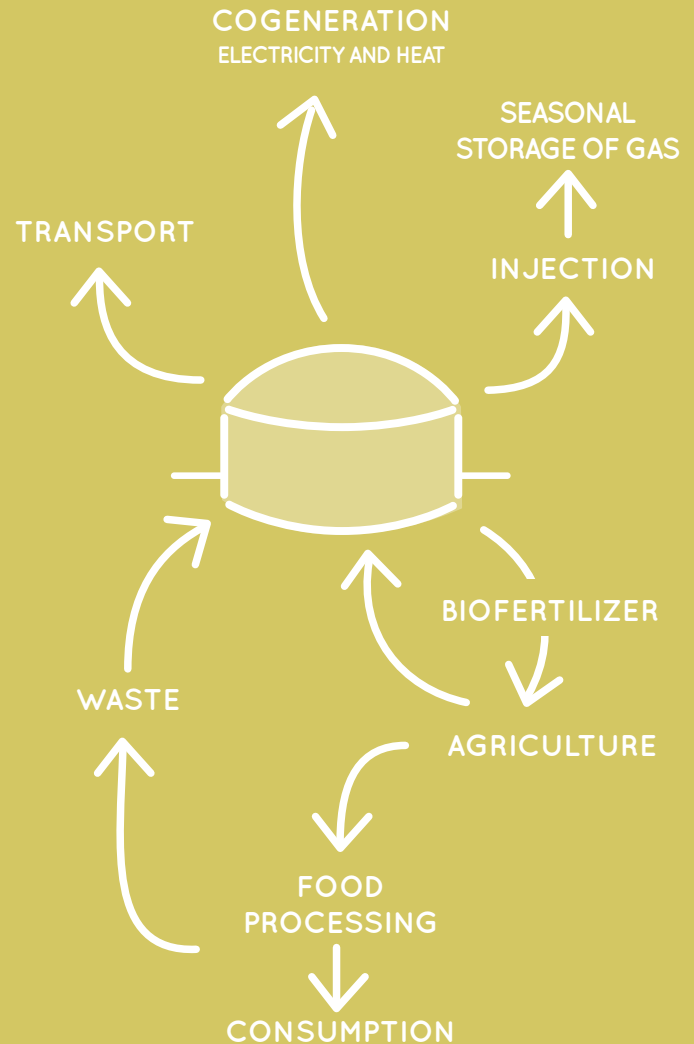 COGENERATION
ELECTRICITY AND HEAT
SEASONAL
STORAGE OF GAS
TRANSPORT
INJECTION
BIOFERTILIZER
WASTE
AGRICULTURE
FOOD
PROCESSING
CONSUMPTION